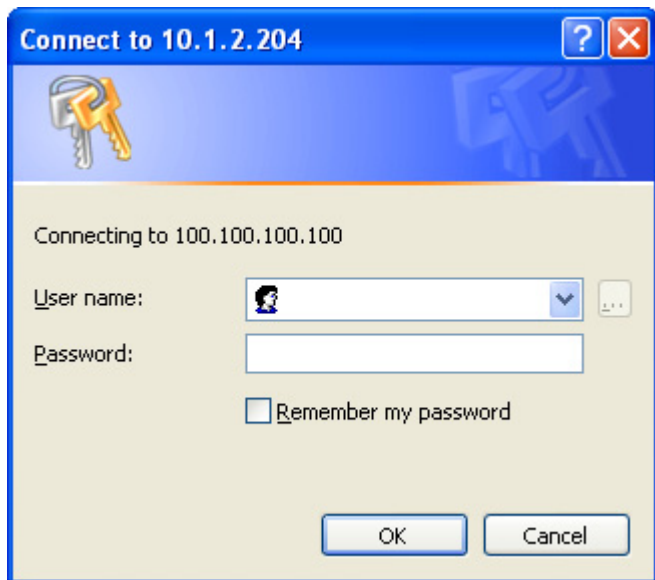 Connect to 10.1.2.204
Connecting to 100.100.100.100
User name:
...
Password:
Remember my password
OK Cancel